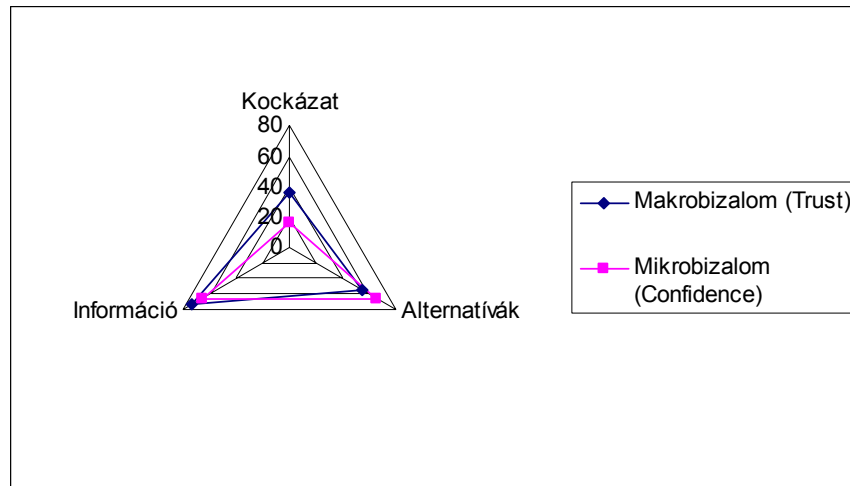 Kockázat
80
60
40
20
0
Információ
Alternatívák
Makrobizalom (Trust)
Mikrobizalom
(Confidence)